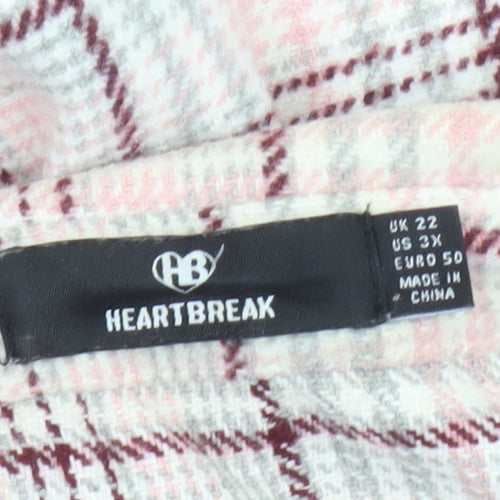 HB
HEARTBREAK
UK 22
US 3X
EURO 50
MADE IN
CHINA